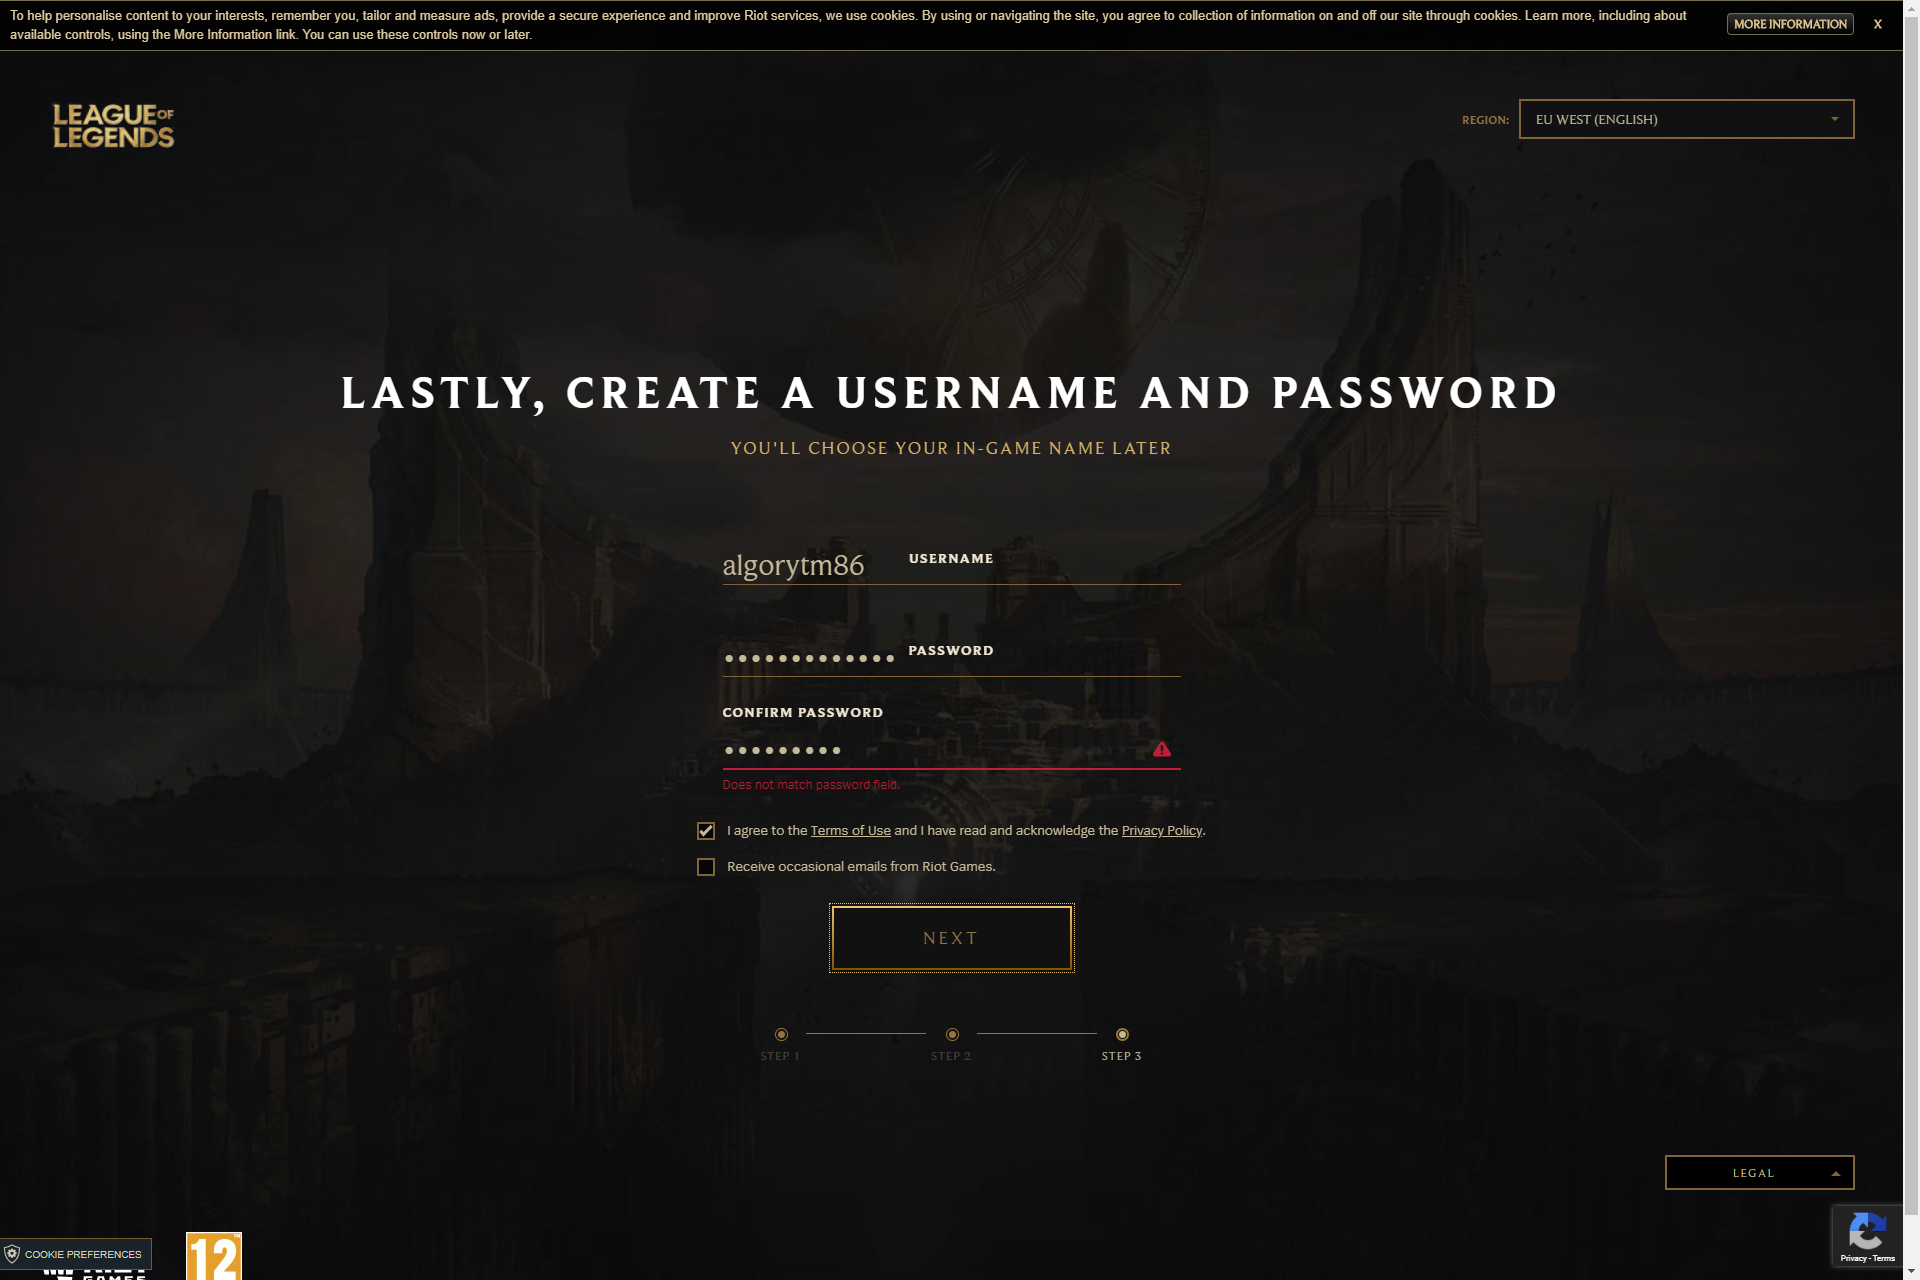 To help personalise content to your interests, remember you, tailor and measure ads, provide a secure experience and improve Riot services, we use cookies. By using or navigating the site, you agree to collection of information on and off our site through cookies. Learn more, including about
available controls, using the More Information link. You can use these controls now or later.
MORE INFORMATION
X
LEAGUE OF
LEGENDS
REGION:
EU WEST (ENGLISH)
LASTLY, CREATE A USERNAME AND PASSWORD
YOU'LL CHOOSE YOUR IN-GAME NAME LATER
algorytm86
USERNAME
PASSWORD
CONFIRM PASSWORD
Does not match password field.
I agree to the Terms of Use and I have read and acknowledge the Privacy Policy.
Receive occasional emails from Riot Games.
NEXT
STEP 1
STEP 2
STEP 3
LEGAL
COOKIE PREFERENCES
12
Privacy - Terms